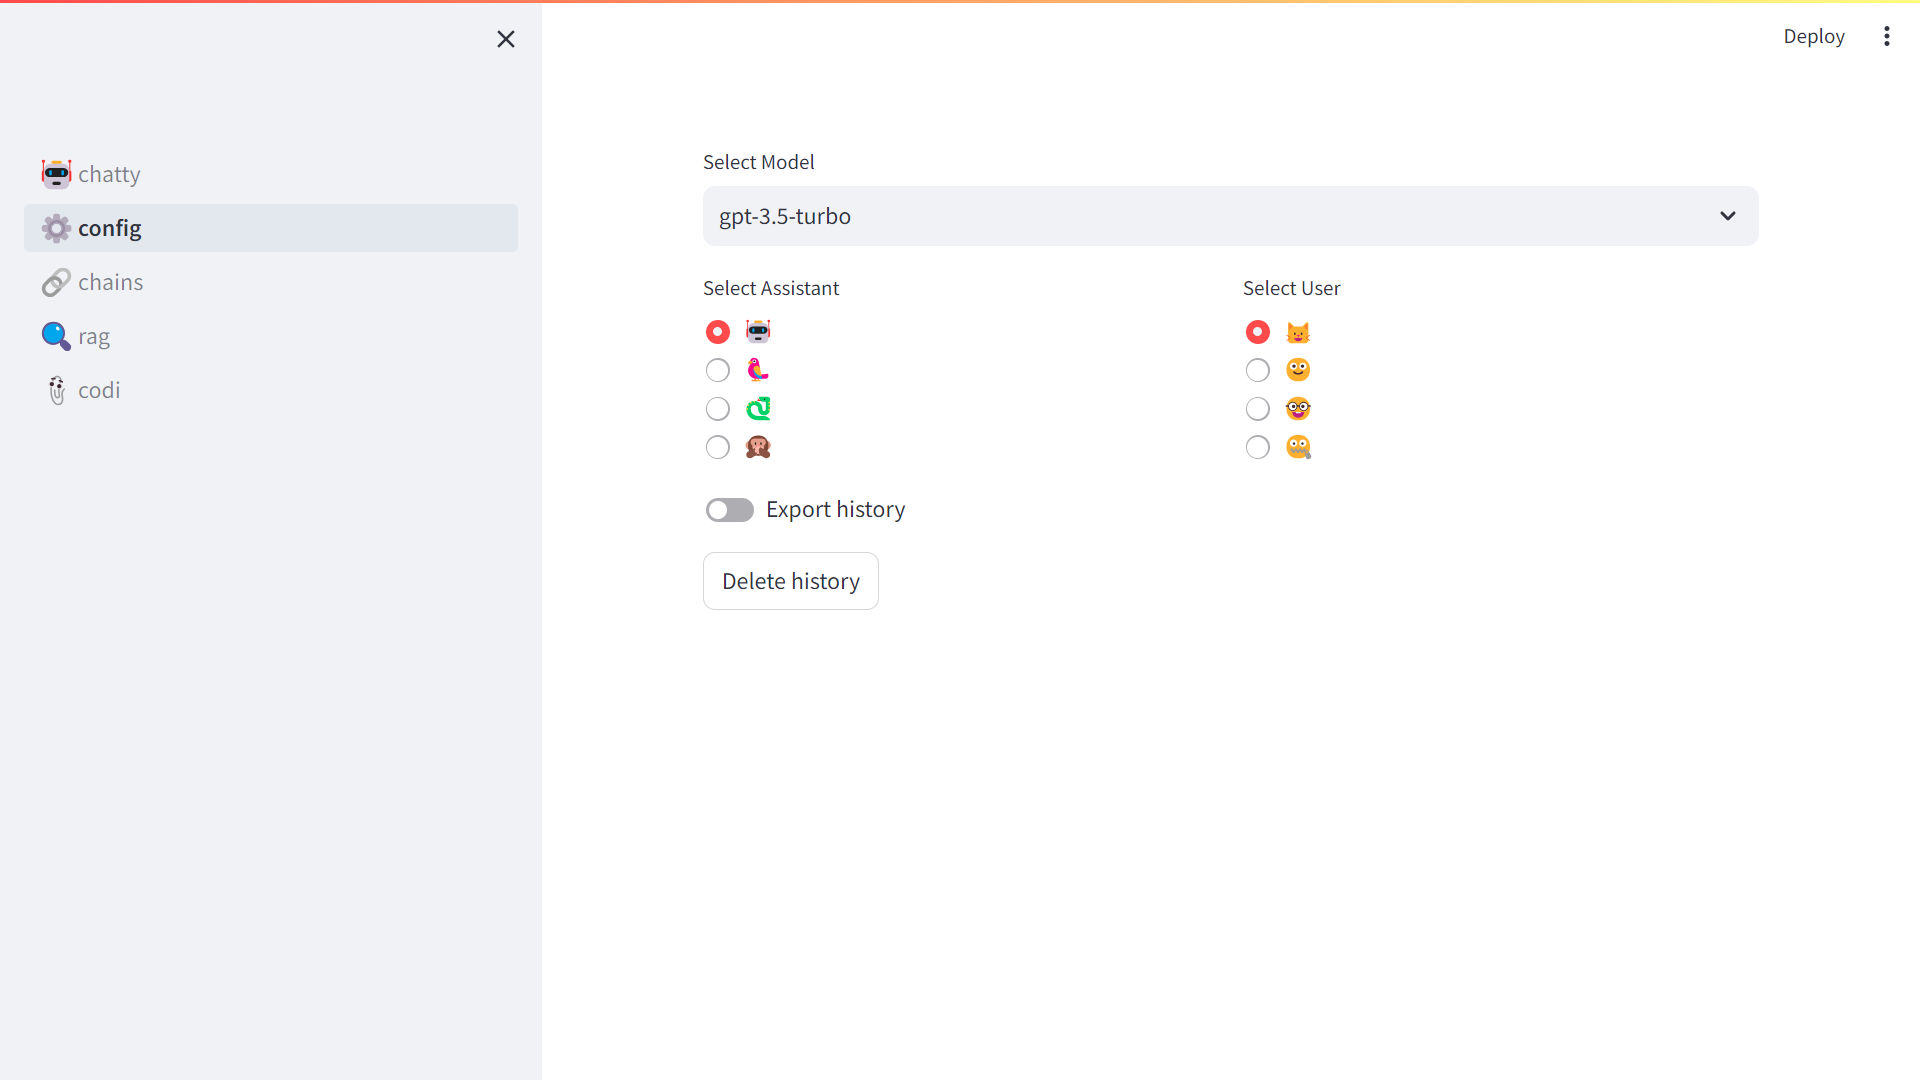 Deploy
chatty
config
chains
rag
codi
Select Model
gpt-3.5-turbo
Select Assistant
Select User
Export history
Delete history